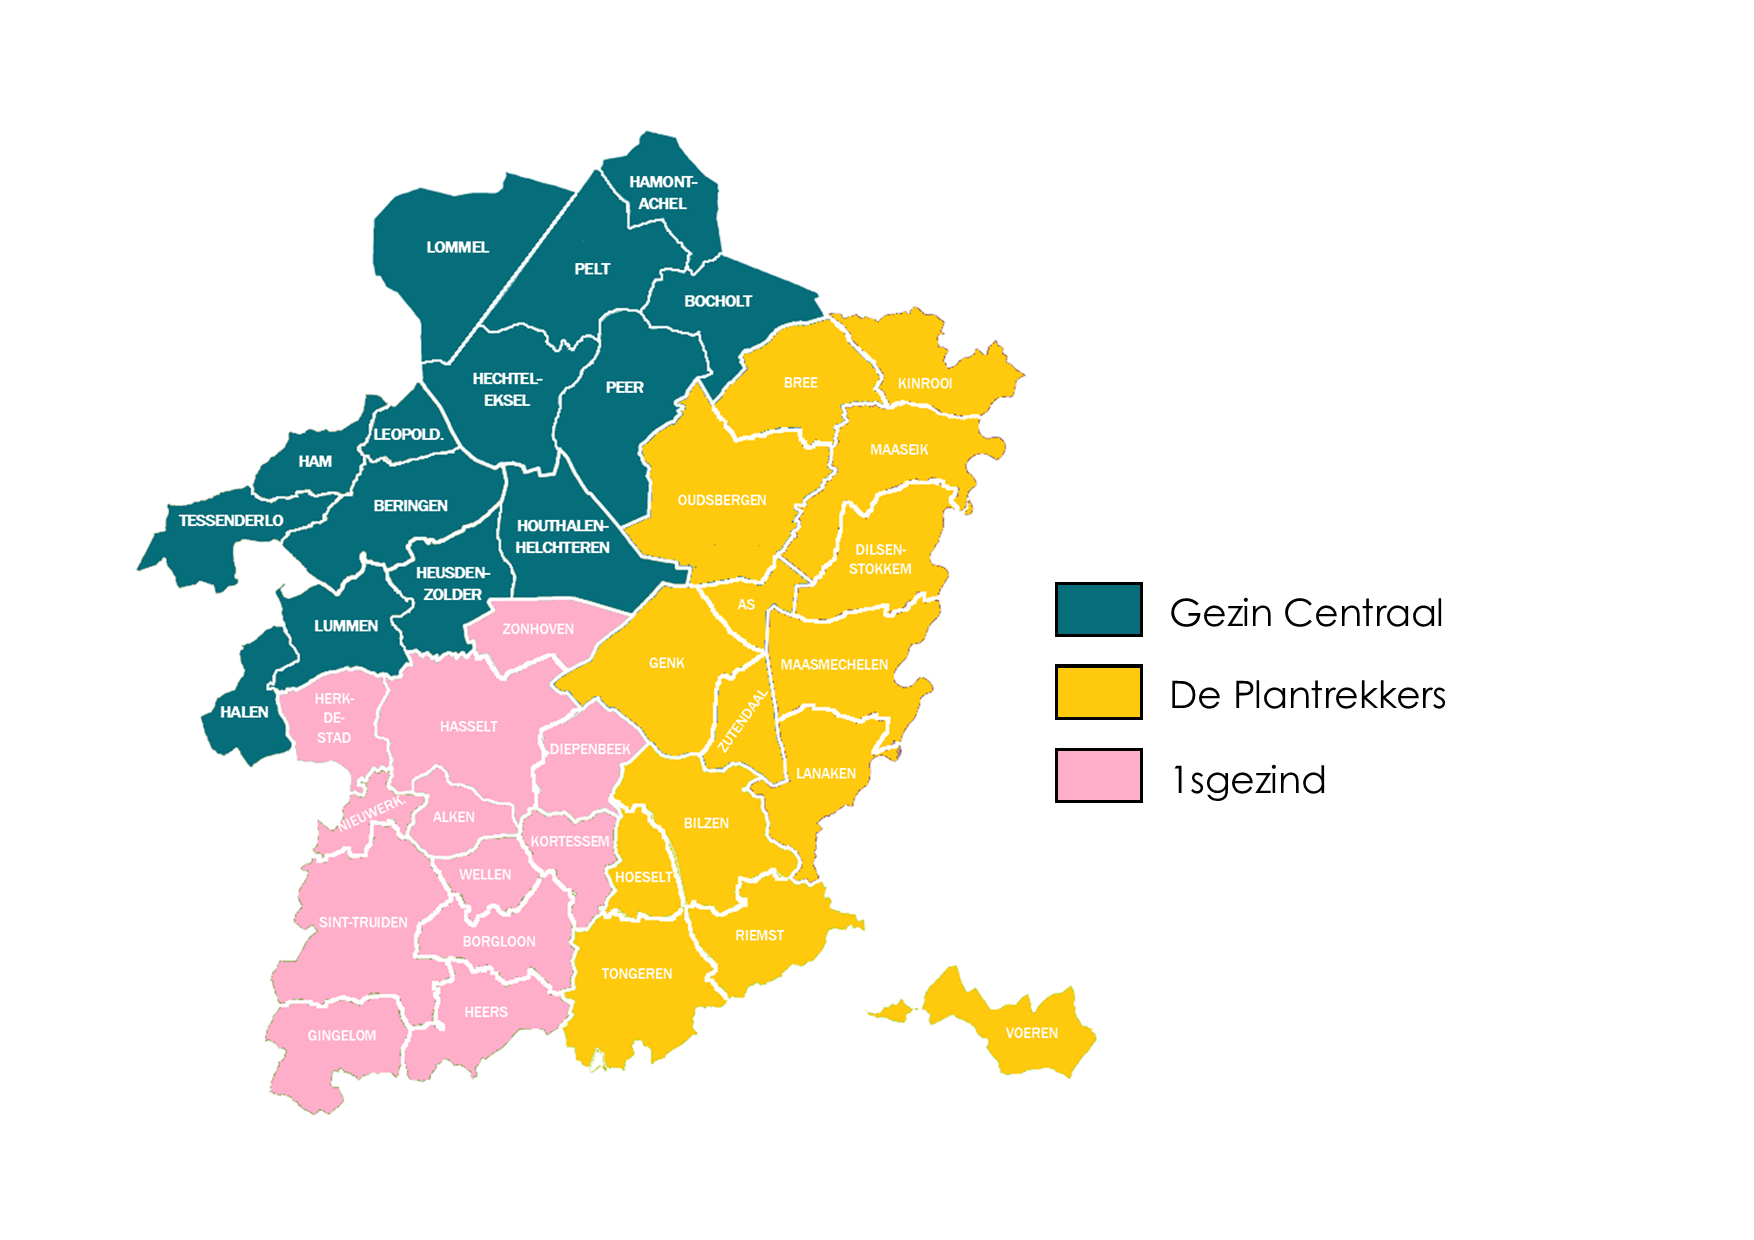 HAMONT-
ACHEL
LOMMEL
PELT
BOCHOLT
HECHTEL-
EKSEL
PEER
BREE
KINROOI
LEOPOLD.
HAM
MAASEIK
BERINGEN
OUDSBERGEN
TESSENDERLO
HOUTHALEN-
HELCHTEREN
DILSEN-
STOKKEM
HEUSDEN-
ZOLDER
AS
LUMMEN
ZONHOVEN
GENK
MAASMECHELEN
HALEN
HERK-
DE-
STAD
HASSELT
DIEPENBEEK
ZUTENDAAL
LANAKEN
NIEUWERK.
ALKEN
BILZEN
KORTESSEM
WELLEN
HOESELT
SINT-TRUIDEN
BORGLOON
RIEMST
TONGEREN
HEERS
GINGELOM
VOEREN
Gezin Centraal
De Plantrekkers
1sgezind